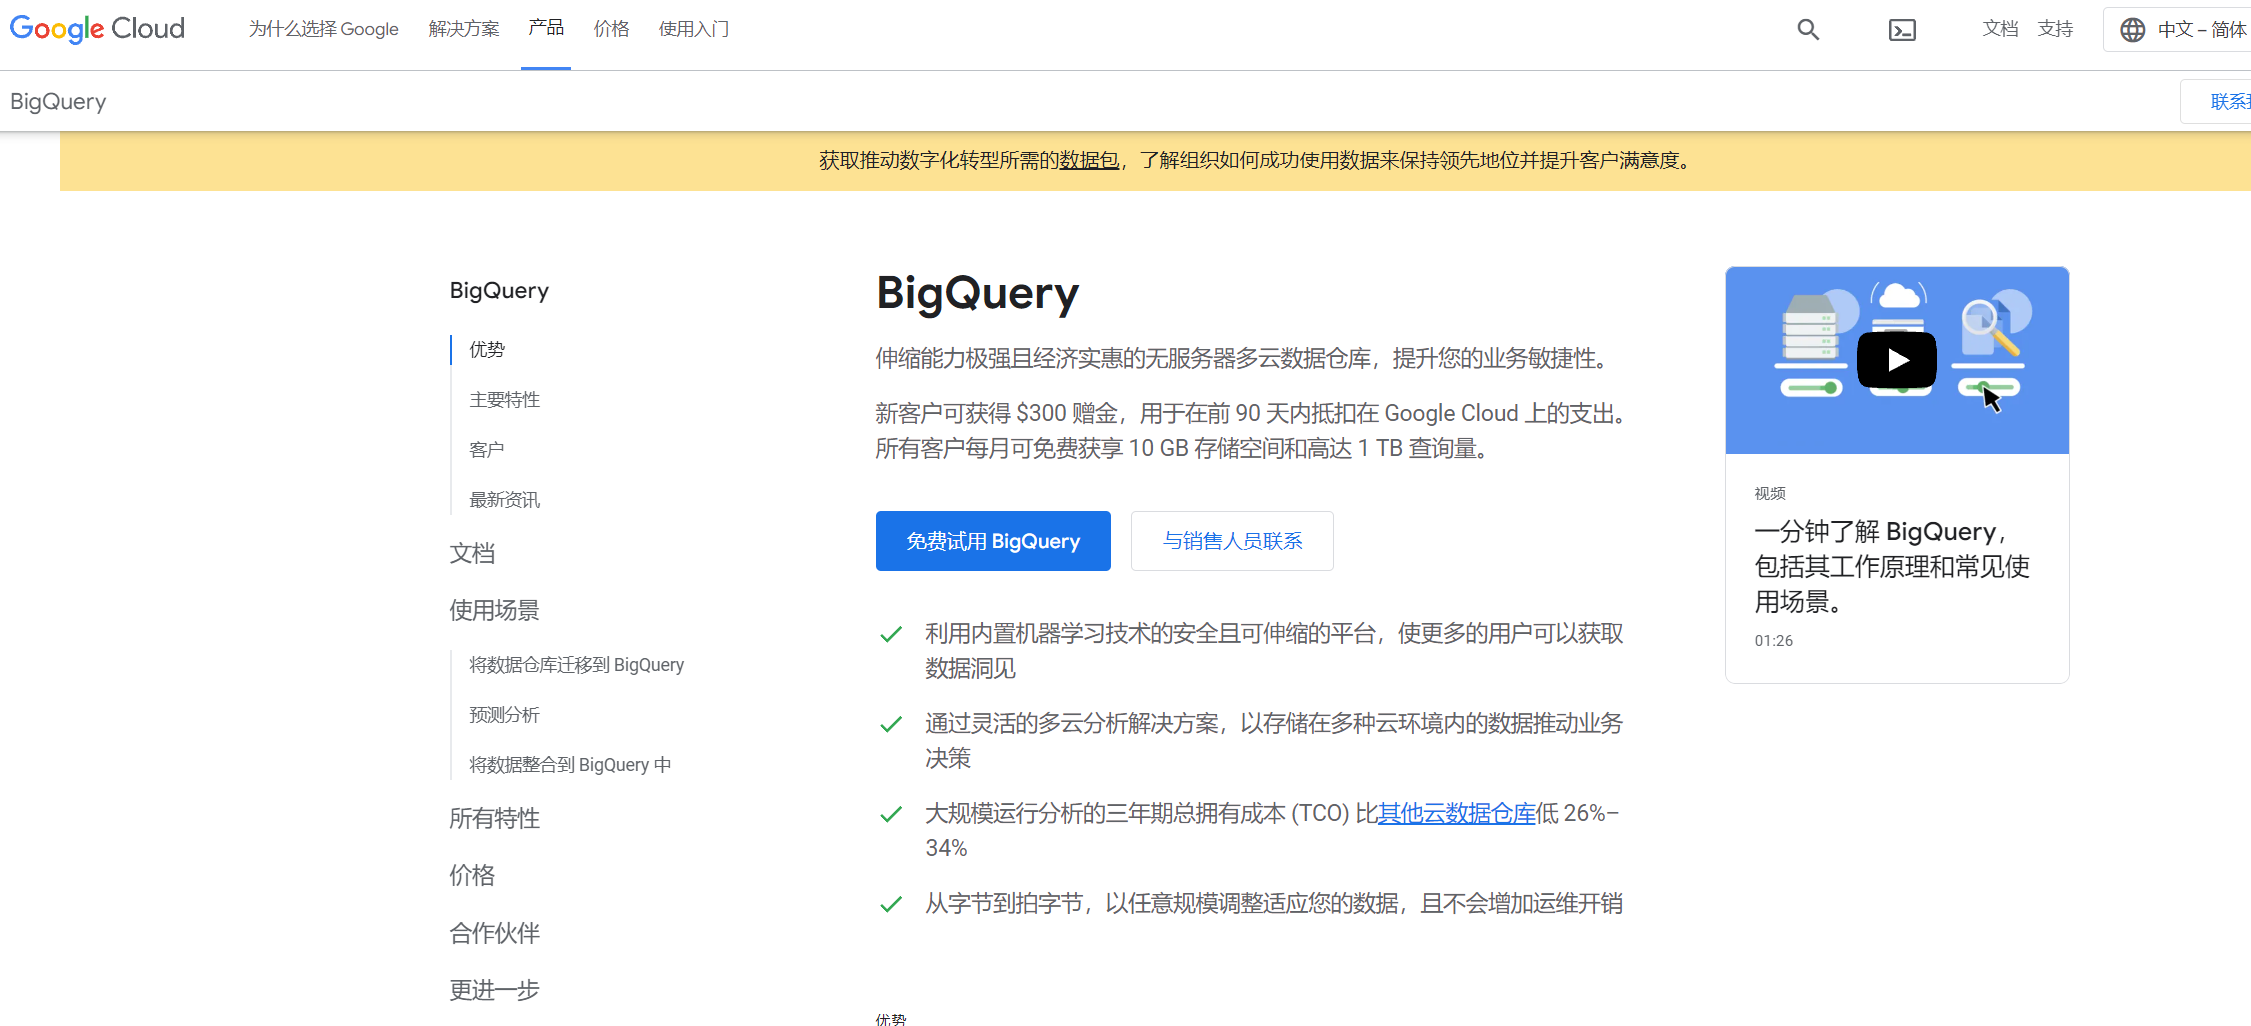 Google Cloud
为什么选择 Google
解决方案
产品
价格
使用入门
文档
支持
中文 – 简体
BigQuery
联系
获取推动数字化转型所需的数据包，了解组织如何成功使用数据来保持领先地位并提升客户满意度。
BigQuery
优势
主要特性
客户
最新资讯
文档
使用场景
将数据仓库迁移到 BigQuery
预测分析
将数据整合到 BigQuery 中
所有特性
价格
合作伙伴
更进一步
BigQuery
伸缩能力极强且经济实惠的无服务器多云数据仓库，提升您的业务敏捷性。
新客户可获得 $300 赠金，用于在前 90 天内抵扣在 Google Cloud 上的支出。
所有客户每月可免费获享 10 GB 存储空间和高达 1 TB 查询量。
免费试用 BigQuery
与销售人员联系
利用内置机器学习技术的安全且可伸缩的平台，使更多的用户可以获取
数据洞见
通过灵活的多云分析解决方案，以存储在多种云环境内的数据推动业务
决策
大规模运行分析的三年期总拥有成本 (TCO) 比其他云数据仓库低 26%–
34%
从字节到拍字节，以任意规模调整适应您的数据，且不会增加运维开销
优势
视频
一分钟了解 BigQuery，
包括其工作原理和常见使
用场景。
01:26